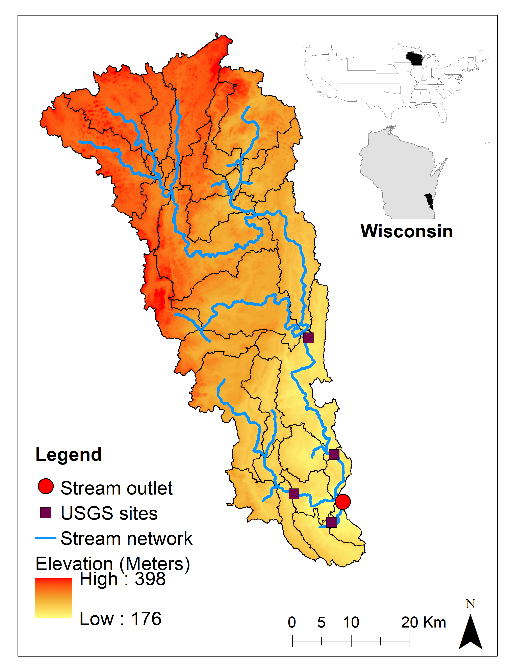 Wisconsin
Legend
Stream outlet
USGS sites
Stream network
Elevation (Meters)
High : 398
Low : 176
0 5 10 20 Km
N